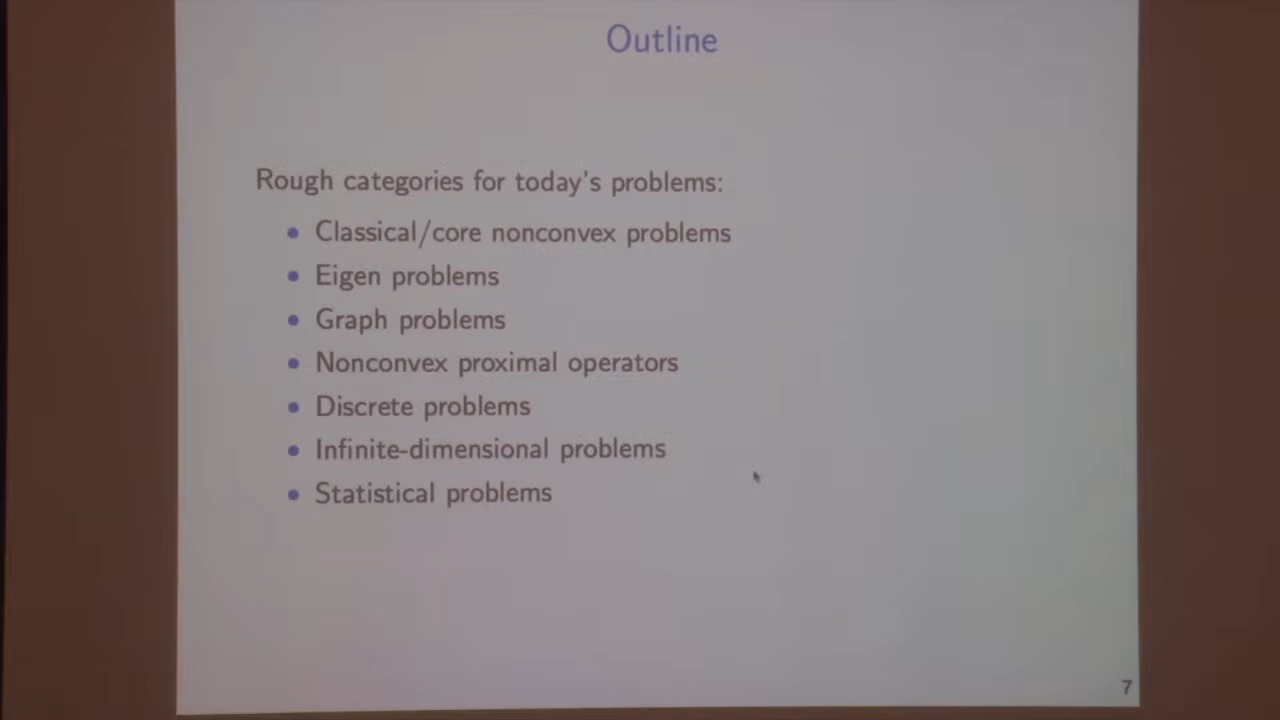 Outline
Rough categories for today's problems:
Classical/core nonconvex problems
Eigen problems
Graph problems
Nonconvex proximal operators
Discrete problems
Infinite-dimensional problems
Statistical problems
7